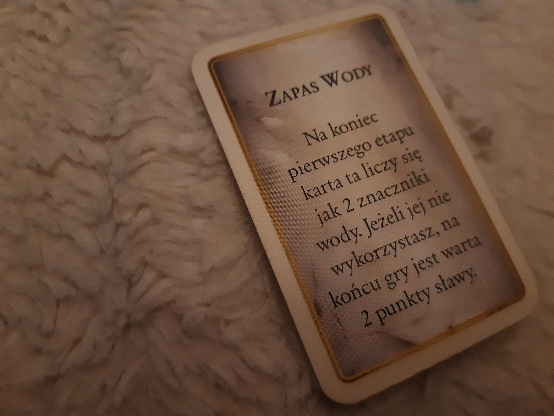 Zapas Wody
Na koniec
pierwszego etapu
karta ta liczy się
jak 2 znaczniki
wody. Jeżeli jej nie
wykorzystasz, na
końcu gry jest warta
2 punkty sławy.